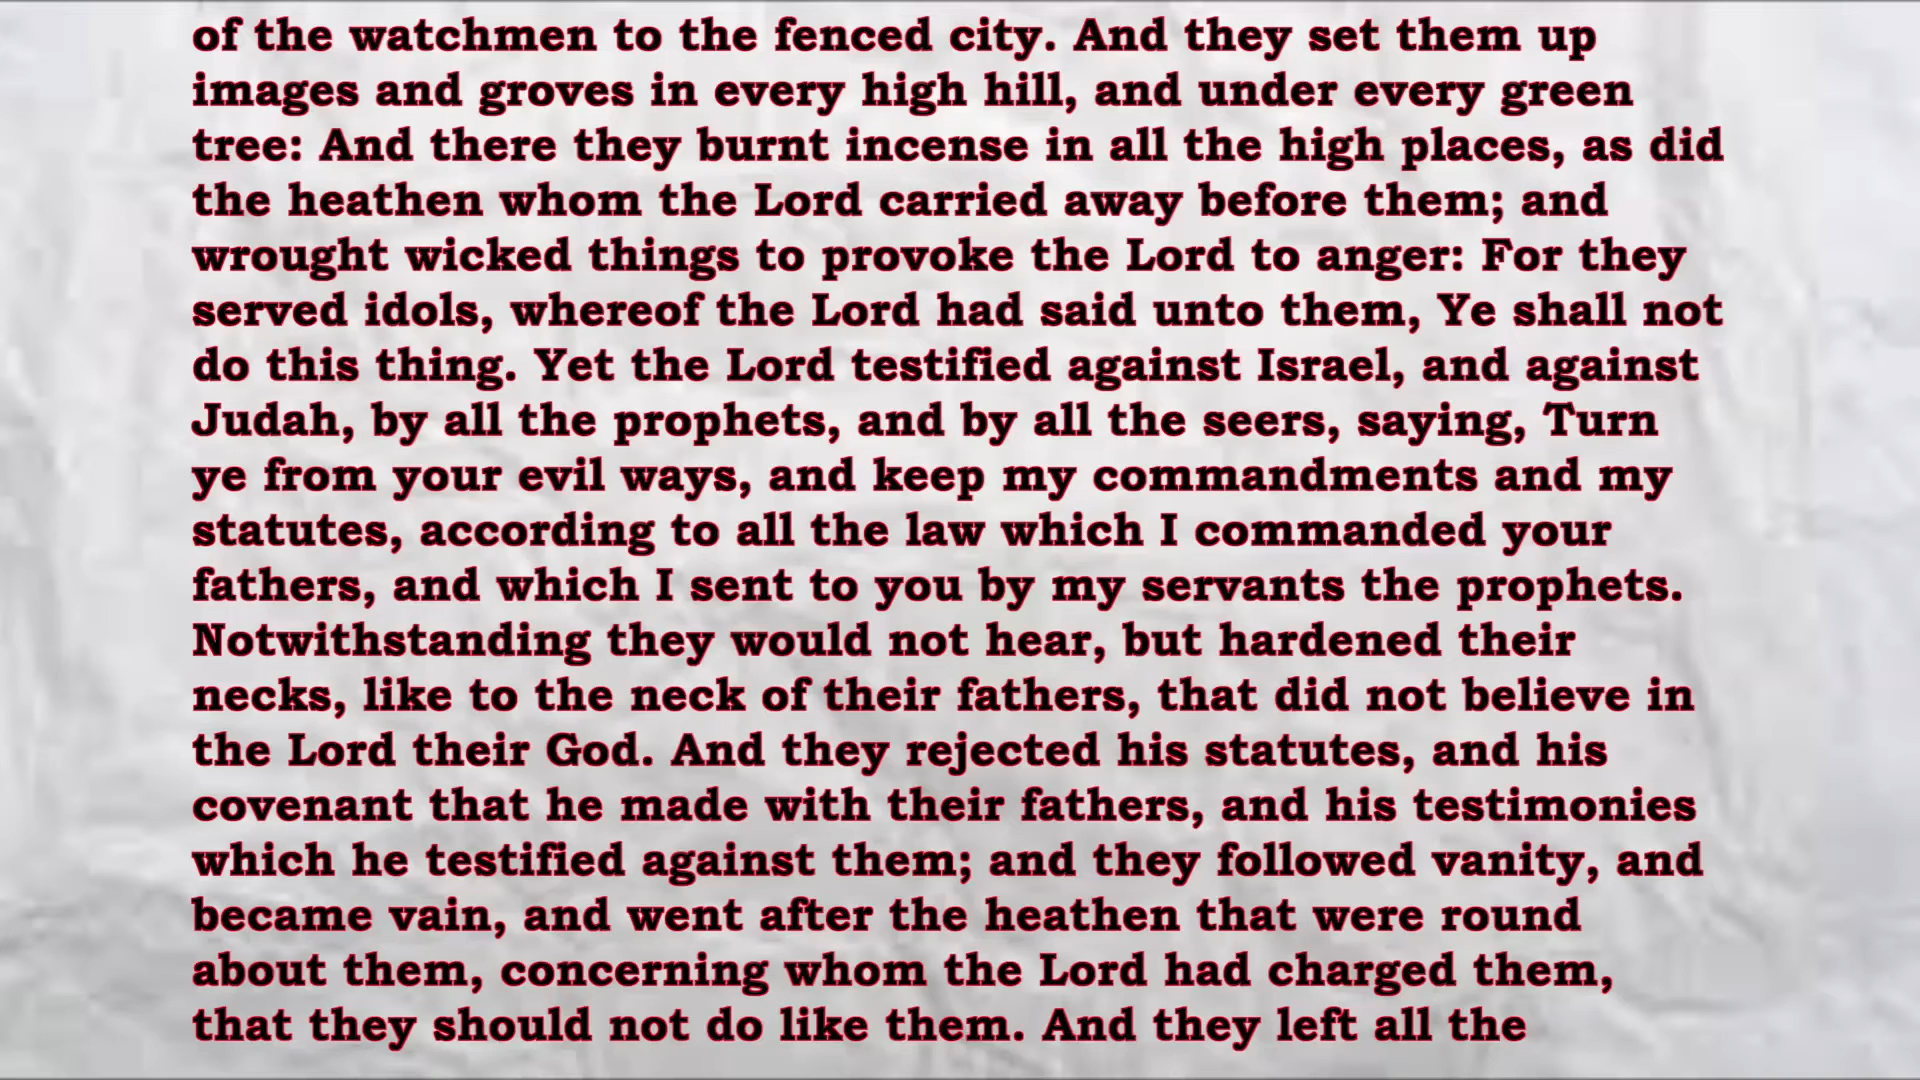 of the watchmen to the fenced city. And they set them up
images and groves in every high hill, and under every green
tree: And there they burnt incense in all the high places, as did
the heathen whom the Lord carried away before them; and
wrought wicked things to provoke the Lord to anger: For they
served idols, whereof the Lord had said unto them, Ye shall not
do this thing. Yet the Lord testified against Israel, and against
Judah, by all the prophets, and by all the seers, saying, Turn
ye from your evil ways, and keep my commandments and my
statutes, according to all the law which I commanded your
fathers, and which I sent to you by my servants the prophets.
Notwithstanding they would not hear, but hardened their
necks, like to the neck of their fathers, that did not believe in
the Lord their God. And they rejected his statutes, and his
covenant that he made with their fathers, and his testimonies
which he testified against them; and they followed vanity, and
became vain, and went after the heathen that were round
about them, concerning whom the Lord had charged them,
that they should not do like them. And they left all the